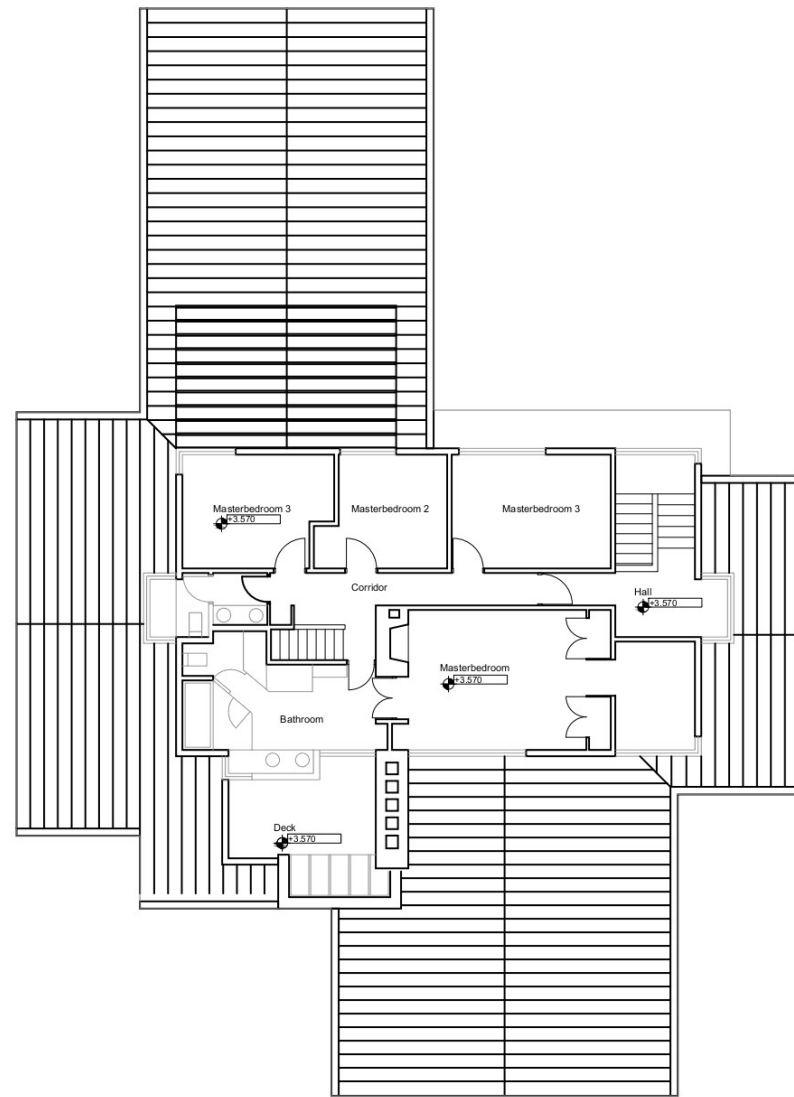 Masterbedroom 3
+3.570
Masterbedroom 2
Masterbedroom 3
Corridor
Hall
+3.570
Masterbedroom
+3.570
Bathroom
Deck
+3.570